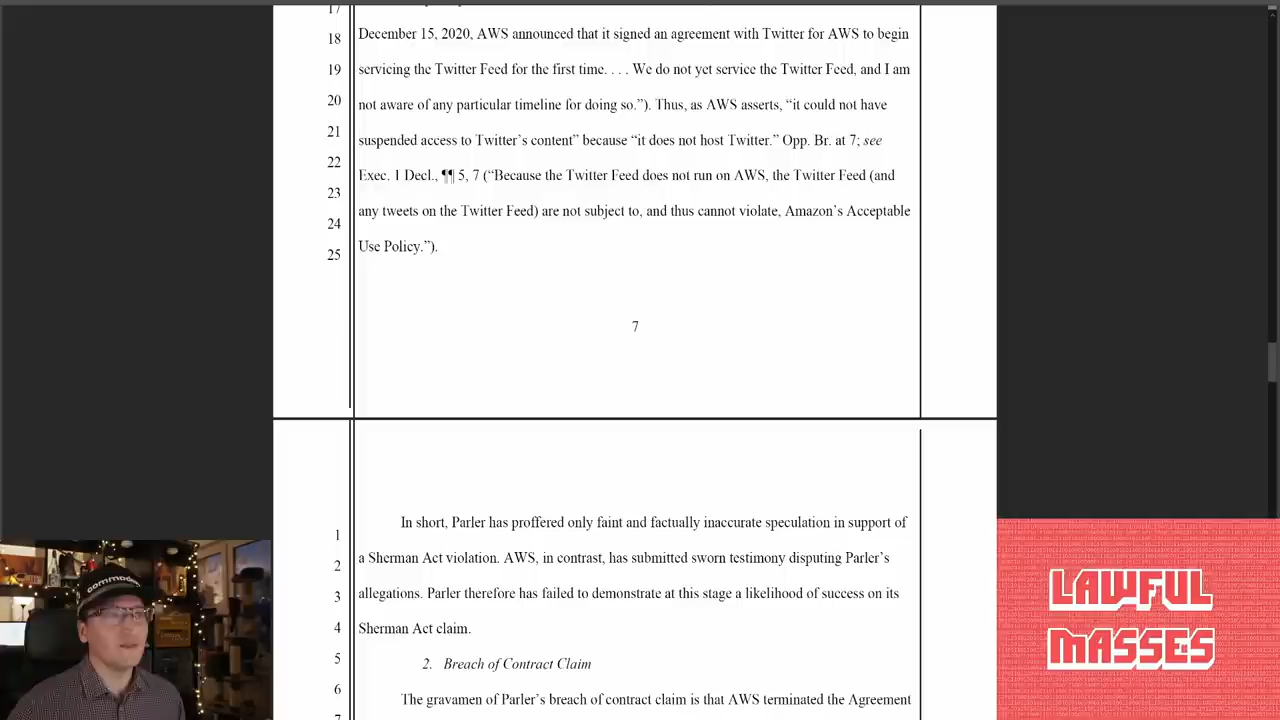 17
18 December 15, 2020, AWS announced that it signed an agreement with Twitter for AWS to begin
19 servicing the Twitter Feed for the first time. . . . We do not yet service the Twitter Feed, and I am
20 not aware of any particular timeline for doing so.”). Thus, as AWS asserts, “it could not have
21 suspended access to Twitter’s content” because “it does not host Twitter.” Opp. Br. at 7; see
22 Exec. 1 Decl., ¶¶ 5, 7 (“Because the Twitter Feed does not run on AWS, the Twitter Feed (and
23 any tweets on the Twitter Feed) are not subject to, and thus cannot violate, Amazon’s Acceptable
24 Use Policy.”).
25
7
1 In short, Parler has proffered only faint and factually inaccurate speculation in support of
2 a Sherman Act violation. AWS, in contrast, has submitted sworn testimony disputing Parler’s
3 allegations. Parler therefore has failed to demonstrate at this stage a likelihood of success on its
4 Sherman Act claim.
5 2. Breach of Contract Claim
6 The gravamen of Parler’s breach of contract claim is that AWS terminated the Agreement
7
commodore
LAWFUL
MASSES